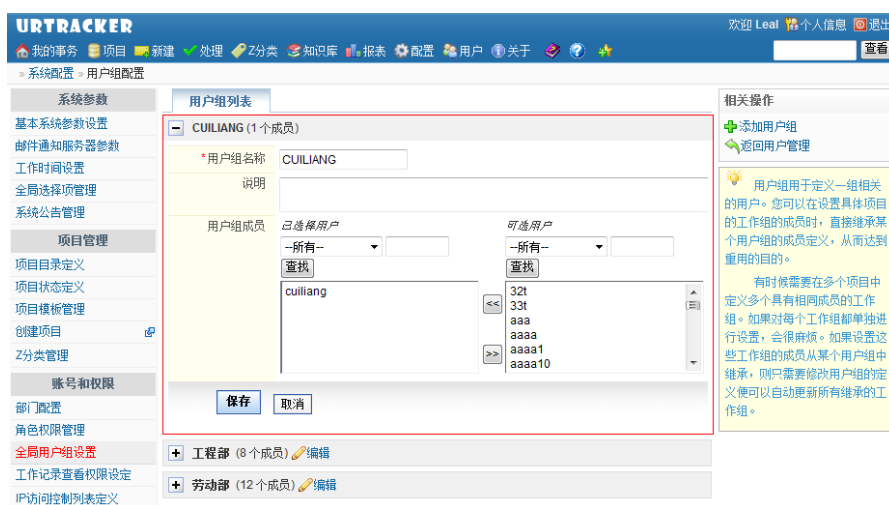 URTRACKER
欢迎 Leal 个人信息 退出
我的事务 项目 新建 处理 Z分类 知识库 报表 配置 用户 关于 查看
» 系统配置 » 用户组配置
系统参数
基本系统参数设置
邮件通知服务器参数
工作时间设置
全局选择项管理
系统公告管理
项目管理
项目目录定义
项目状态定义
项目模板管理
创建项目
Z分类管理
账号和权限
部门配置
角色权限管理
全局用户组设置
工作记录查看权限设定
IP访问控制列表定义
用户组列表
CUILIANG (1 个成员)
*用户组名称 CUILIANG
说明
用户组成员 已选择用户 可选用户
--所有-- --所有--
查找 查找
cuiliang
<<
>>
32t
33t
aaa
aaaa
aaaa1
aaaa10
保存 取消
工程部 (8 个成员) 编辑
劳动部 (12 个成员) 编辑
相关操作
添加用户组
返回用户管理
用户组用于定义一组相关
的用户。您可以在设置具体项目
的工作组的成员时，直接继承某
个用户组的成员定义，从而达到
重用的目的。
有时候需要在多个项目中
定义多个具有相同成员的工作
组。如果对每个工作组都单独进
行设置，会很麻烦。如果设置这
些工作组的成员从某个用户组中
继承，则只需要修改用户组的定
义便可以自动更新所有继承的工
作组。